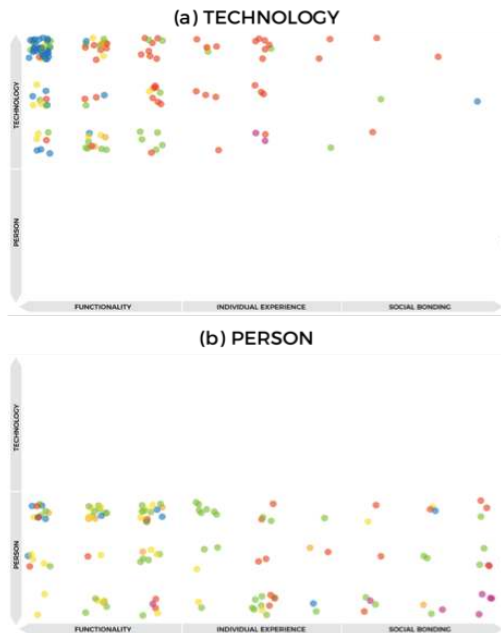 (a) TECHNOLOGY
TECHNOLOGY
PERSON
FUNCTIONALITY
INDIVIDUAL EXPERIENCE
SOCIAL BONDING
(b) PERSON
TECHNOLOGY
PERSON
FUNCTIONALITY
INDIVIDUAL EXPERIENCE
SOCIAL BONDING